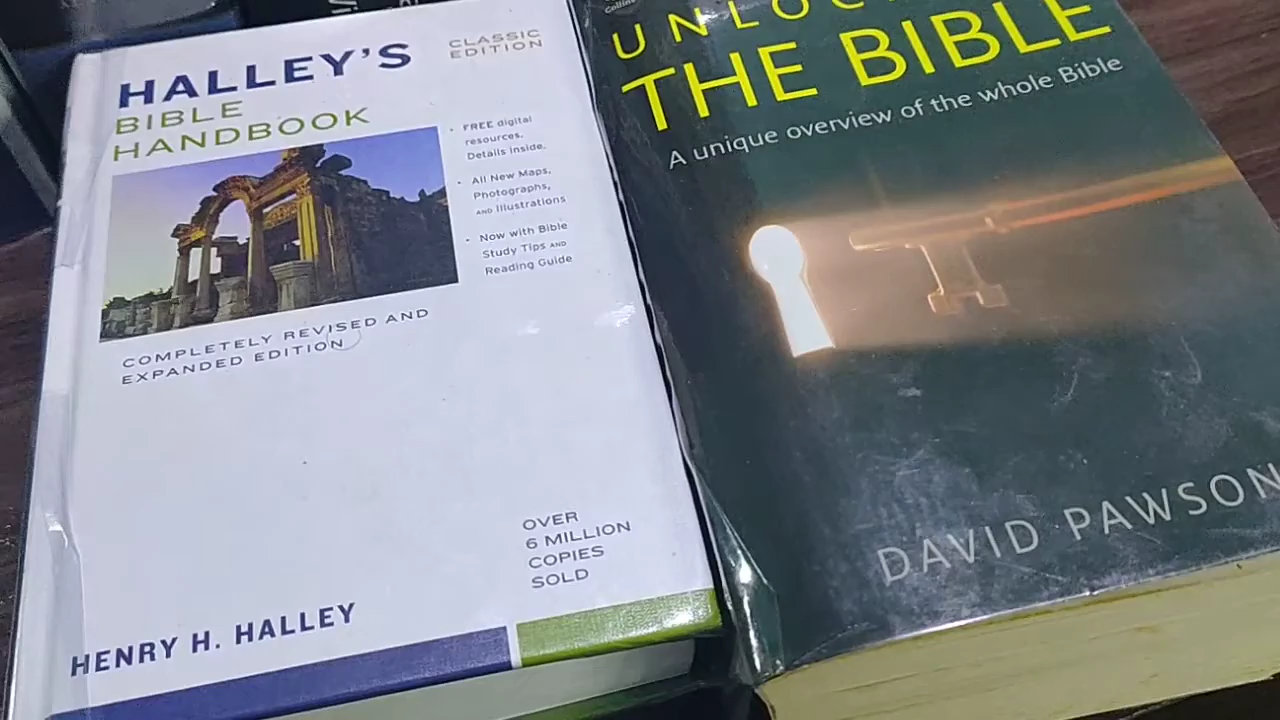 HALLEY'S
BIBLE
HANDBOOK
CLASSIC
EDITION
• FREE digital
resources.
Details inside.
• All New Maps,
Photographs,
AND Illustrations
• Now with Bible
Study Tips AND
Reading Guide
COMPLETELY REVISED AND
EXPANDED EDITION
OVER
6 MILLION
COPIES
SOLD
HENRY H. HALLEY
Collins
UNLOC
THE BIBLE
A unique overview of the whole Bible
DAVID PAWSON